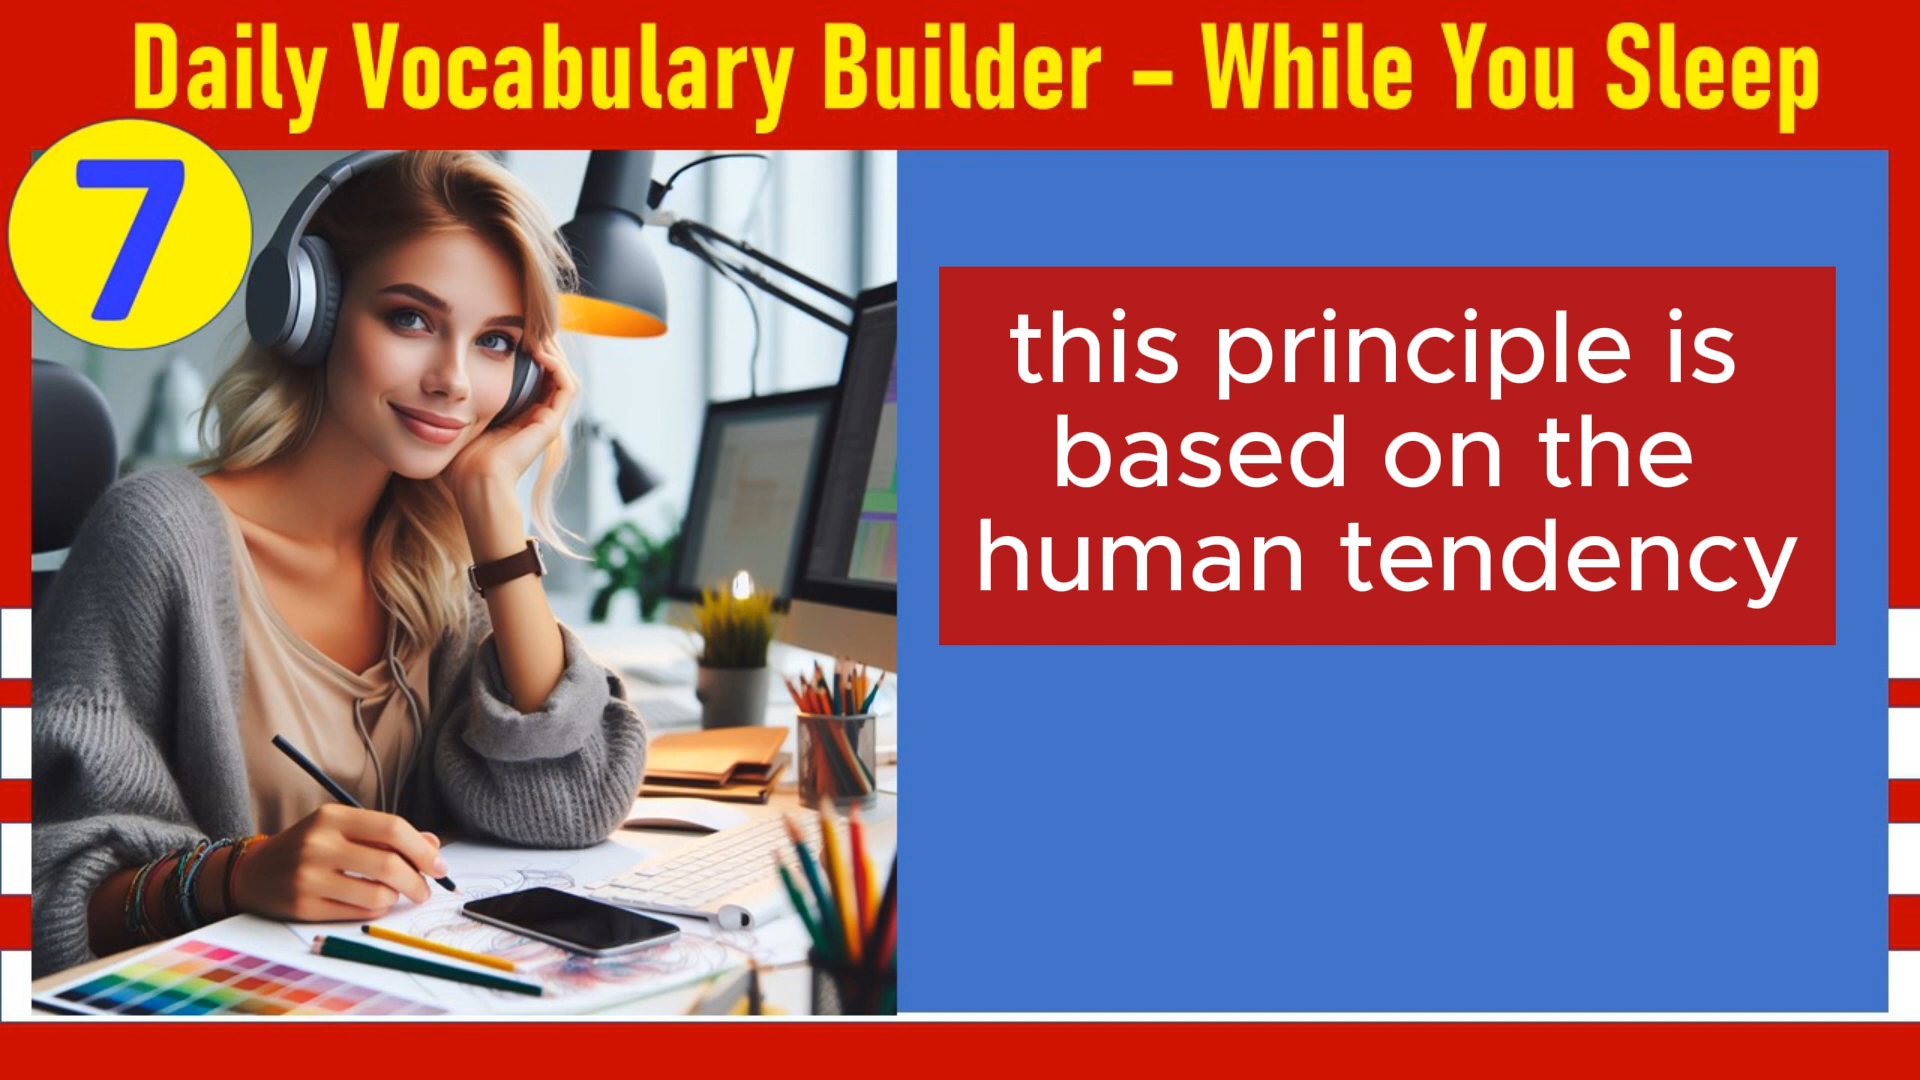 Daily Vocabulary Builder – While You Sleep
7
this principle is
based on the
human tendency